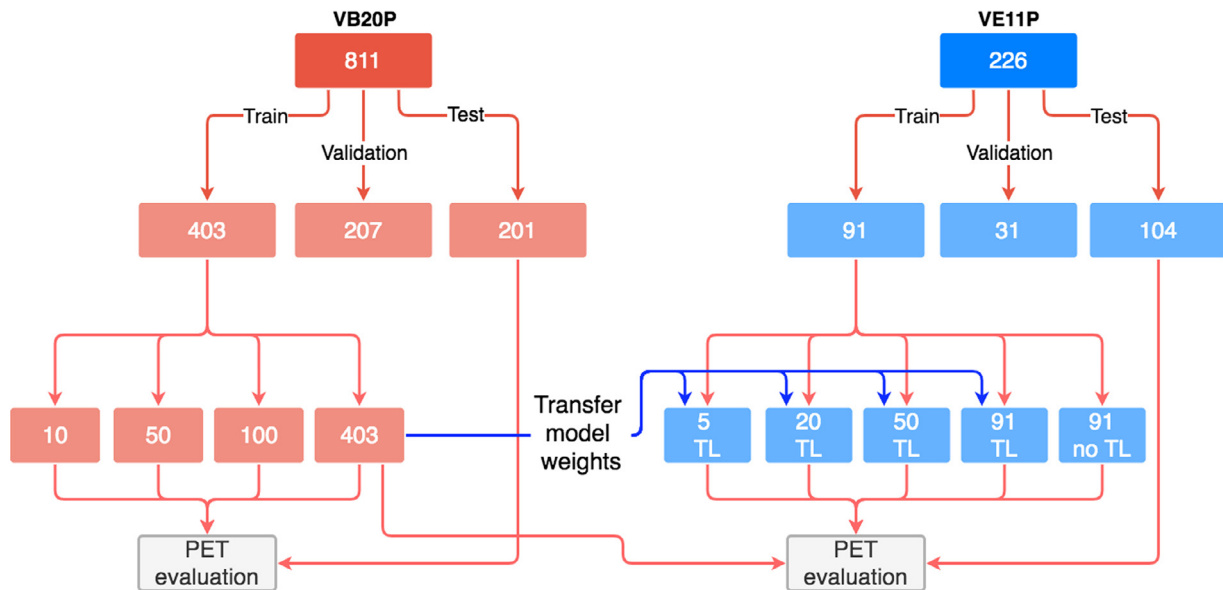 VB20P
VE11P
811
226
Train
Test
Train
Test
Validation
Validation
403
207
201
91
31
104
Transfer
model
weights
10
50
100
403
5
TL
20
TL
50
TL
91
TL
91
no TL
PET
evaluation
PET
evaluation